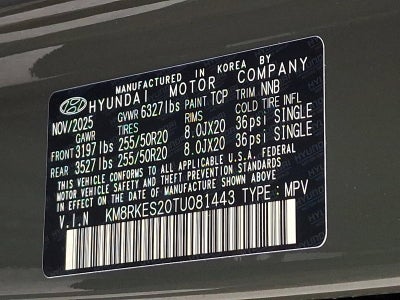 MANUFACTURED IN KOREA BY
HYUNDAI MOTOR COMPANY
NOV/2025 GVWR 6327lbs PAINT TCP TRIM NNB
GAWR TIRES RIMS COLD TIRE INFL
FRONT 3197lbs 255/50R20 8.0JX20 36psi SINGLE
REAR 3527lbs 255/50R20 8.0JX20 36psi SINGLE
THIS VEHICLE CONFORMS TO ALL APPLICABLE U.S.A. FEDERAL
MOTOR VEHICLE SAFETY AND THEFT PREVENTION STANDARDS
IN EFFECT ON THE DATE OF MANUFACTURE SHOWN ABOVE
V.I.N KM8RKES20TU081443 TYPE : MPV